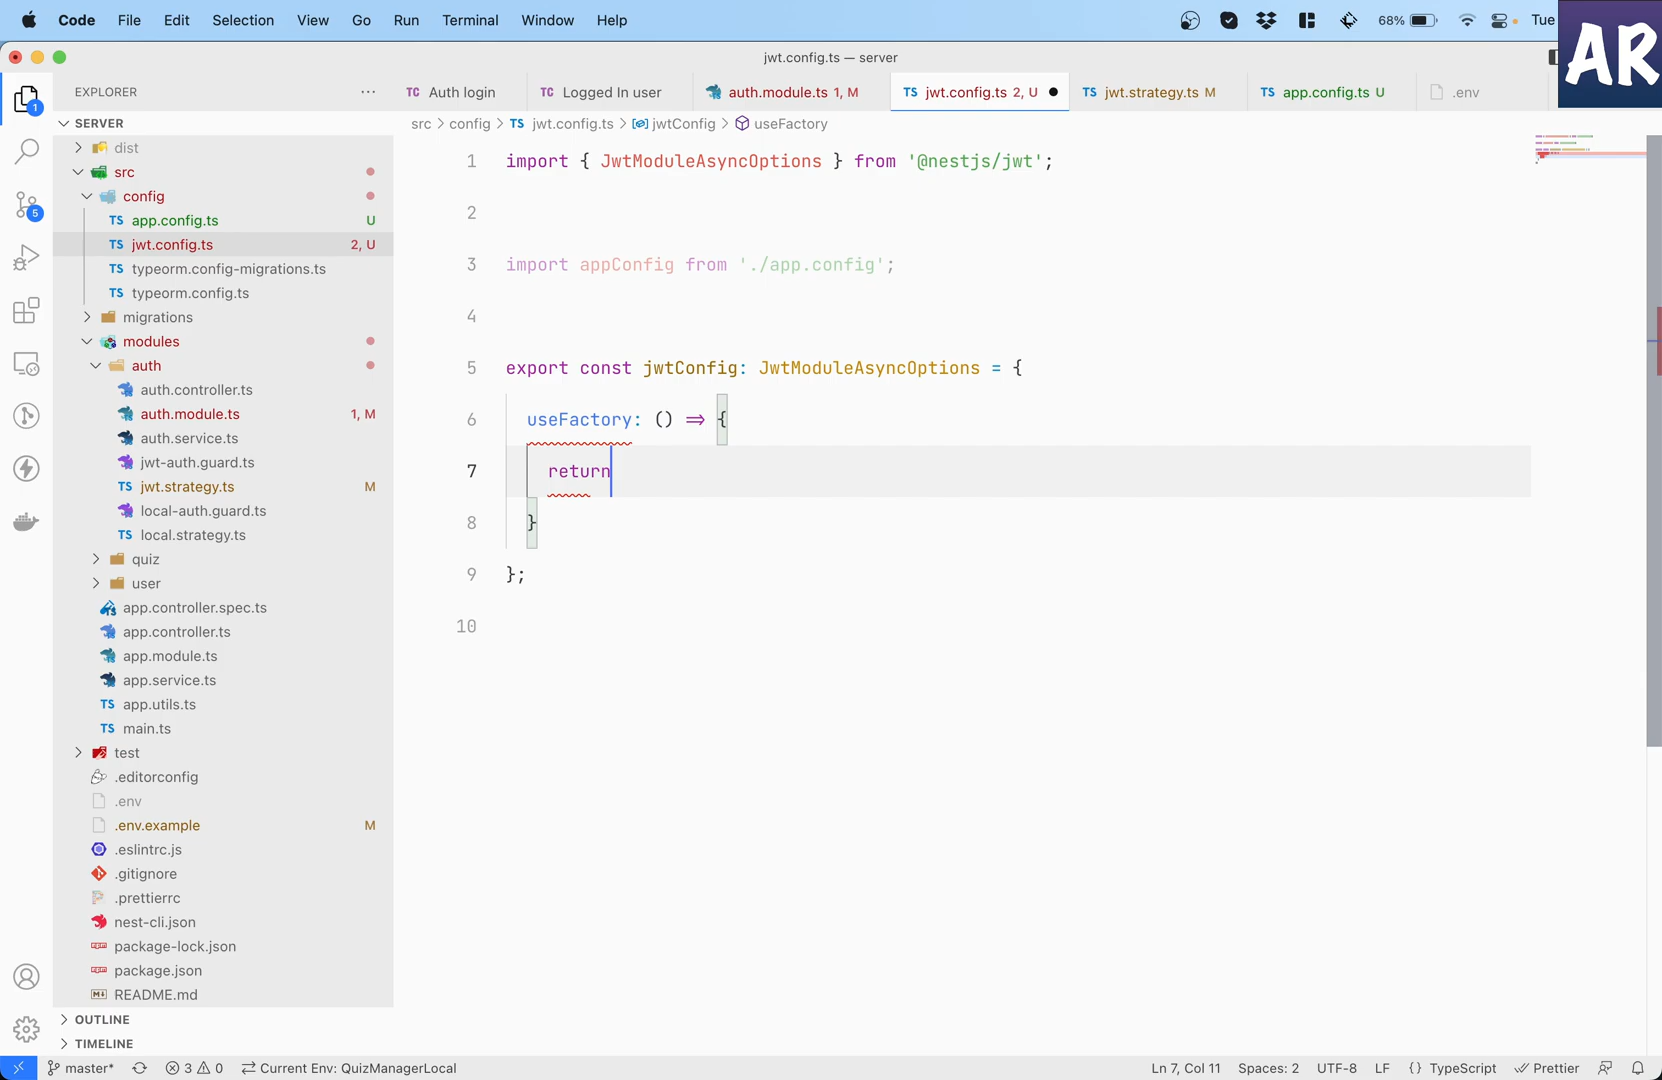 Code File Edit Selection View Go Run Terminal Window Help 68% Tue
AR
jwt.config.ts — server
EXPLORER
TC Auth login
TC Logged In user
auth.module.ts 1, M
TS jwt.config.ts 2, U
TS jwt.strategy.ts M
TS app.config.ts U
.env
src > config > TS jwt.config.ts > jwtConfig > useFactory
1
5
SERVER
dist
src
config
TS app.config.ts U
TS jwt.config.ts 2, U
TS typeorm.config-migrations.ts
TS typeorm.config.ts
migrations
modules
auth
auth.controller.ts
auth.module.ts 1, M
auth.service.ts
jwt-auth.guard.ts
TS jwt.strategy.ts M
local-auth.guard.ts
TS local.strategy.ts
quiz
user
app.controller.spec.ts
app.controller.ts
app.module.ts
app.service.ts
TS app.utils.ts
TS main.ts
test
.editorconfig
.env
.env.example M
.eslintrc.js
.gitignore
.prettierrc
nest-cli.json
package-lock.json
package.json
README.md
OUTLINE
TIMELINE
1 import { JwtModuleAsyncOptions } from '@nestjs/jwt';
2
3 import appConfig from './app.config';
4
5 export const jwtConfig: JwtModuleAsyncOptions = {
6 useFactory: () => {
7 return
8 }
9 };
10
master* 3 0 Current Env: QuizManagerLocal Ln 7, Col 11 Spaces: 2 UTF-8 LF { } TypeScript Prettier